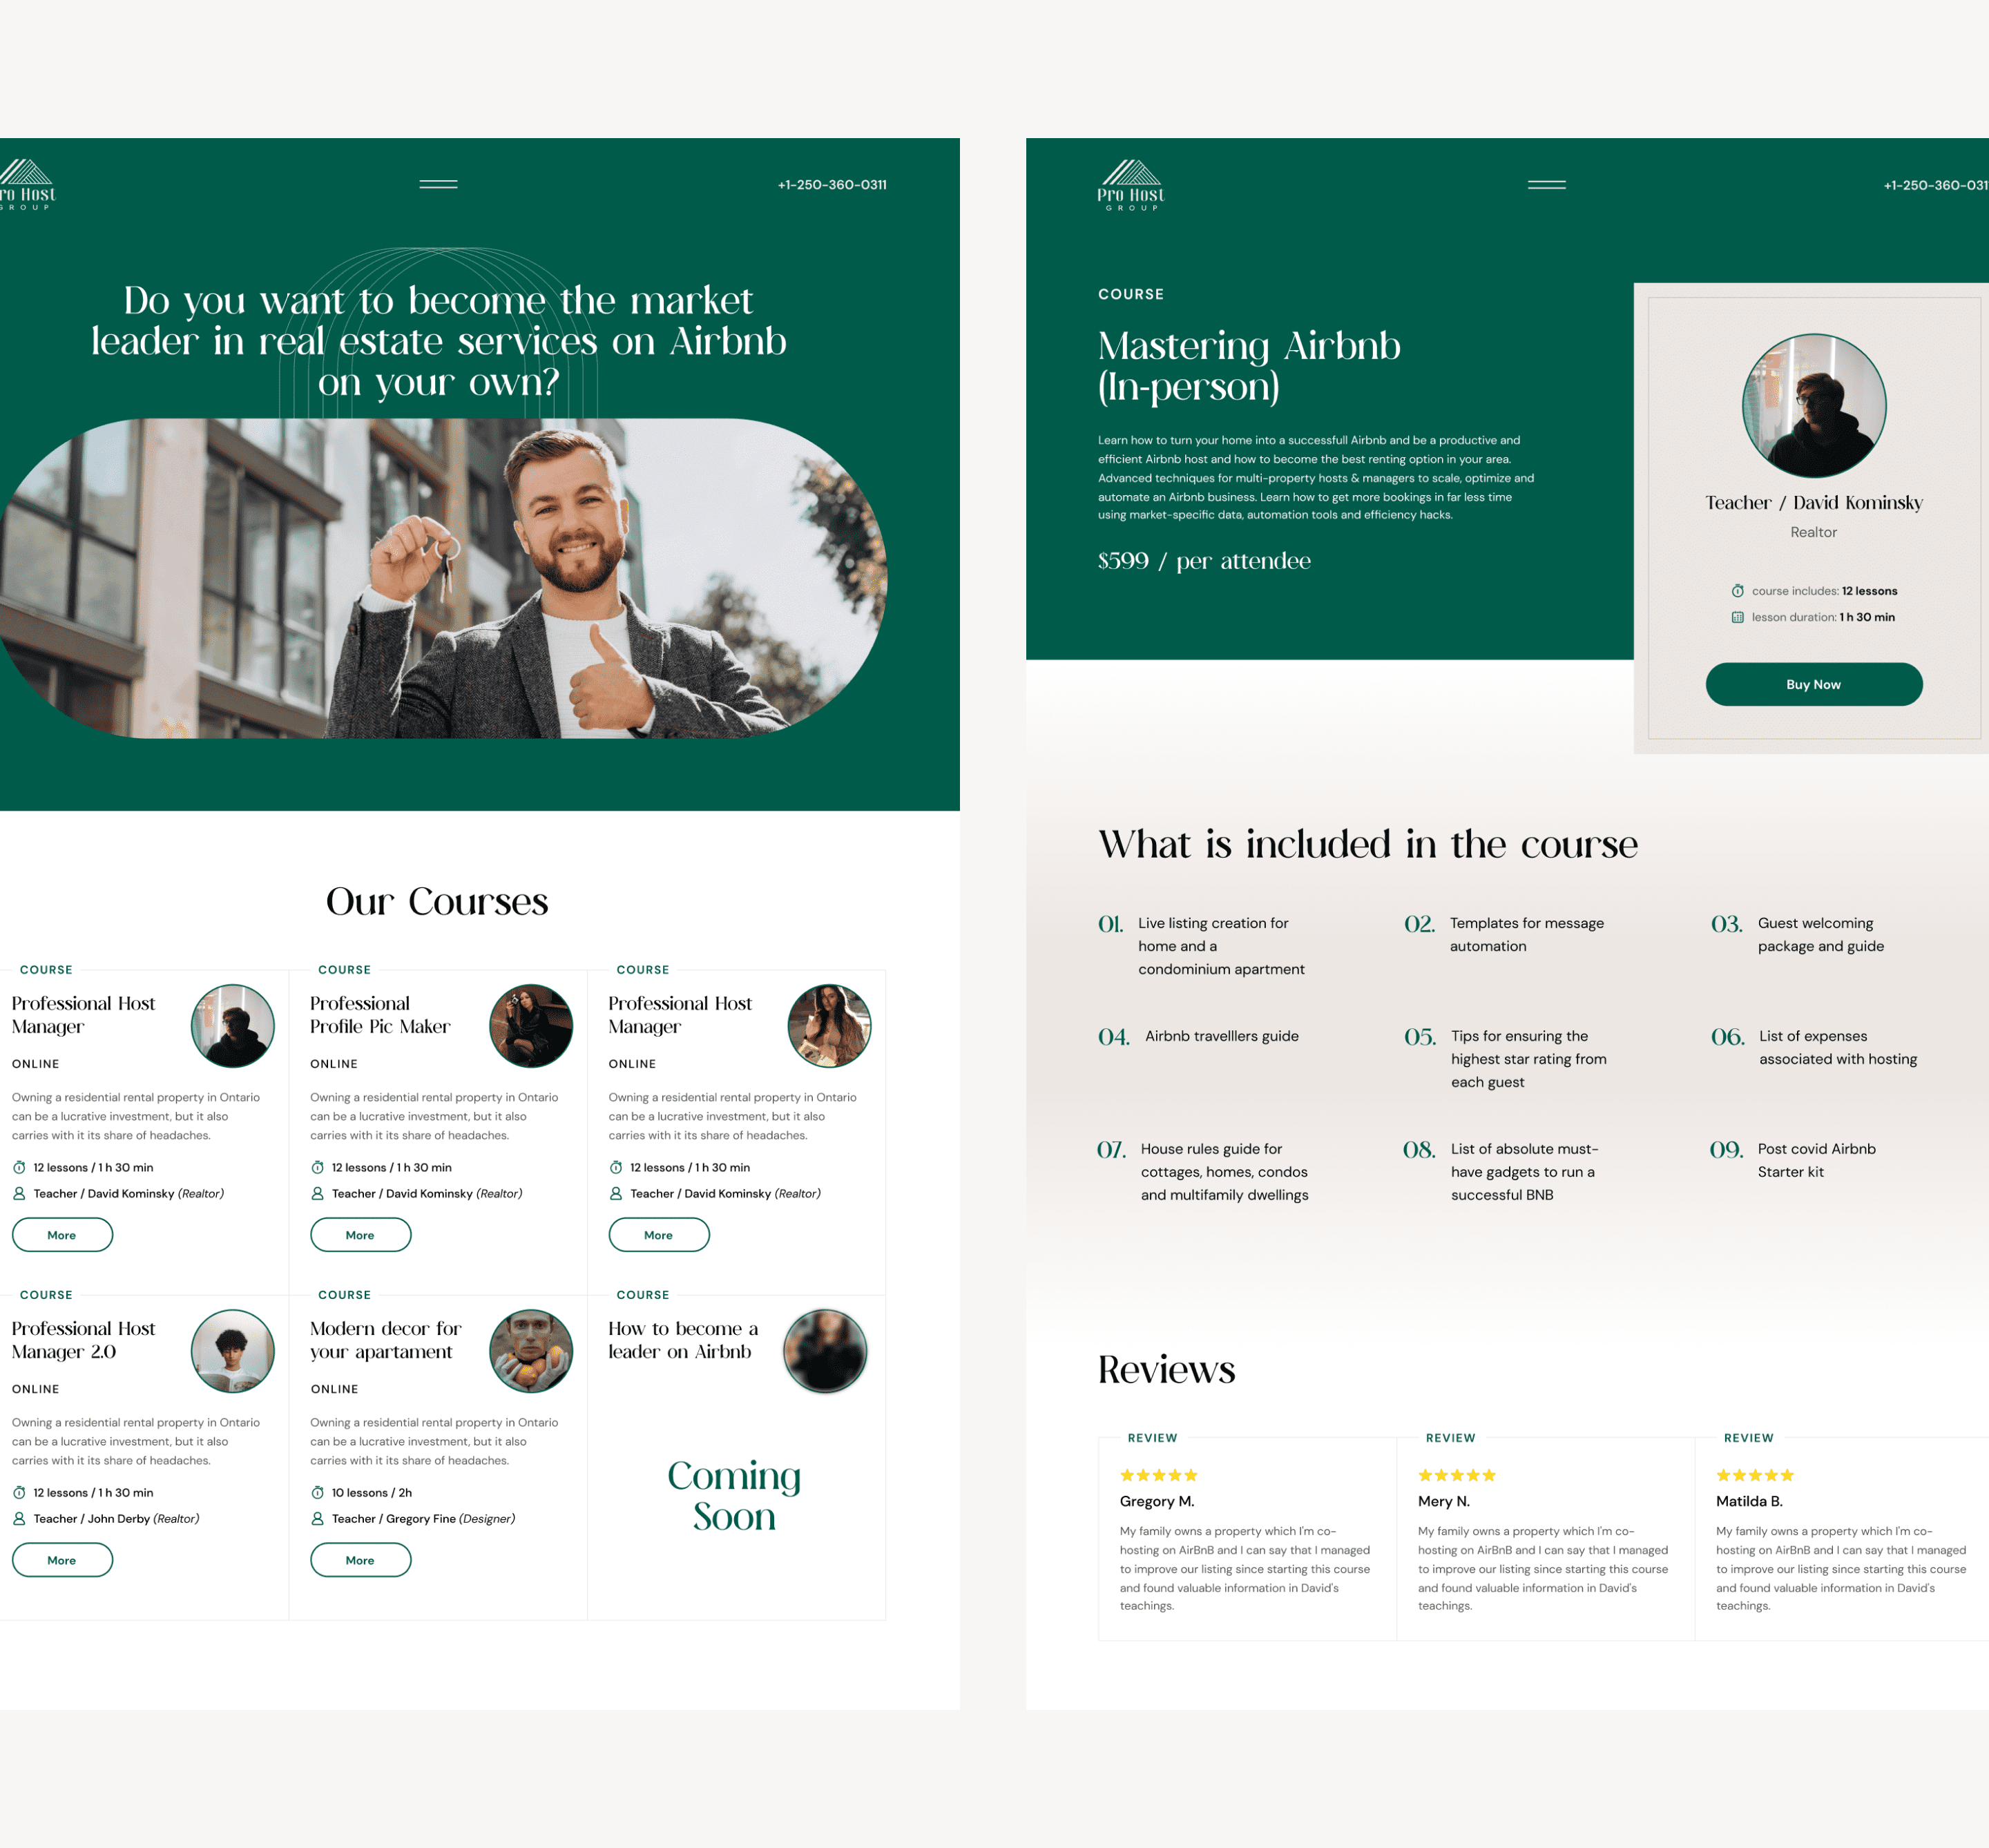 ro Host
GROUP
+1-250-360-0311
Do you want to become the market
leader in real estate services on Airbnb
on your own?
Our Courses
COURSE
Professional Host
Manager
ONLINE
Owning a residential rental property in Ontario
can be a lucrative investment, but it also
carries with it its share of headaches.
12 lessons / 1 h 30 min
Teacher / David Kominsky (Realtor)
More
COURSE
Professional
Profile Pic Maker
ONLINE
Owning a residential rental property in Ontario
can be a lucrative investment, but it also
carries with it its share of headaches.
12 lessons / 1 h 30 min
Teacher / David Kominsky (Realtor)
More
COURSE
Professional Host
Manager
ONLINE
Owning a residential rental property in Ontario
can be a lucrative investment, but it also
carries with it its share of headaches.
12 lessons / 1 h 30 min
Teacher / David Kominsky (Realtor)
More
COURSE
Professional Host
Manager 2.0
ONLINE
Owning a residential rental property in Ontario
can be a lucrative investment, but it also
carries with it its share of headaches.
12 lessons / 1 h 30 min
Teacher / John Derby (Realtor)
More
COURSE
Modern decor for
your apartament
ONLINE
Owning a residential rental property in Ontario
can be a lucrative investment, but it also
carries with it its share of headaches.
10 lessons / 2h
Teacher / Gregory Fine (Designer)
More
COURSE
How to become a
leader on Airbnb
Coming
Soon
Pro Host
GROUP
+1-250-360-031
COURSE
Mastering Airbnb
(In-person)
Learn how to turn your home into a successfull Airbnb and be a productive and
efficient Airbnb host and how to become the best renting option in your area.
Advanced techniques for multi-property hosts & managers to scale, optimize and
automate an Airbnb business. Learn how to get more bookings in far less time
using market-specific data, automation tools and efficiency hacks.
$599 / per attendee
Teacher / David Kominsky
Realtor
course includes: 12 lessons
lesson duration: 1 h 30 min
Buy Now
What is included in the course
01. Live listing creation for
home and a
condominium apartment
02. Templates for message
automation
03. Guest welcoming
package and guide
04. Airbnb travelllers guide
05. Tips for ensuring the
highest star rating from
each guest
06. List of expenses
associated with hosting
07. House rules guide for
cottages, homes, condos
and multifamily dwellings
08. List of absolute must-
have gadgets to run a
successful BNB
09. Post covid Airbnb
Starter kit
Reviews
REVIEW
Gregory M.
My family owns a property which I'm co-
hosting on AirBnB and I can say that I managed
to improve our listing since starting this course
and found valuable information in David's
teachings.
REVIEW
Mery N.
My family owns a property which I'm co-
hosting on AirBnB and I can say that I managed
to improve our listing since starting this course
and found valuable information in David's
teachings.
REVIEW
Matilda B.
My family owns a property which I'm co-
hosting on AirBnB and I can say that I managed
to improve our listing since starting this course
and found valuable information in David's
teachings.